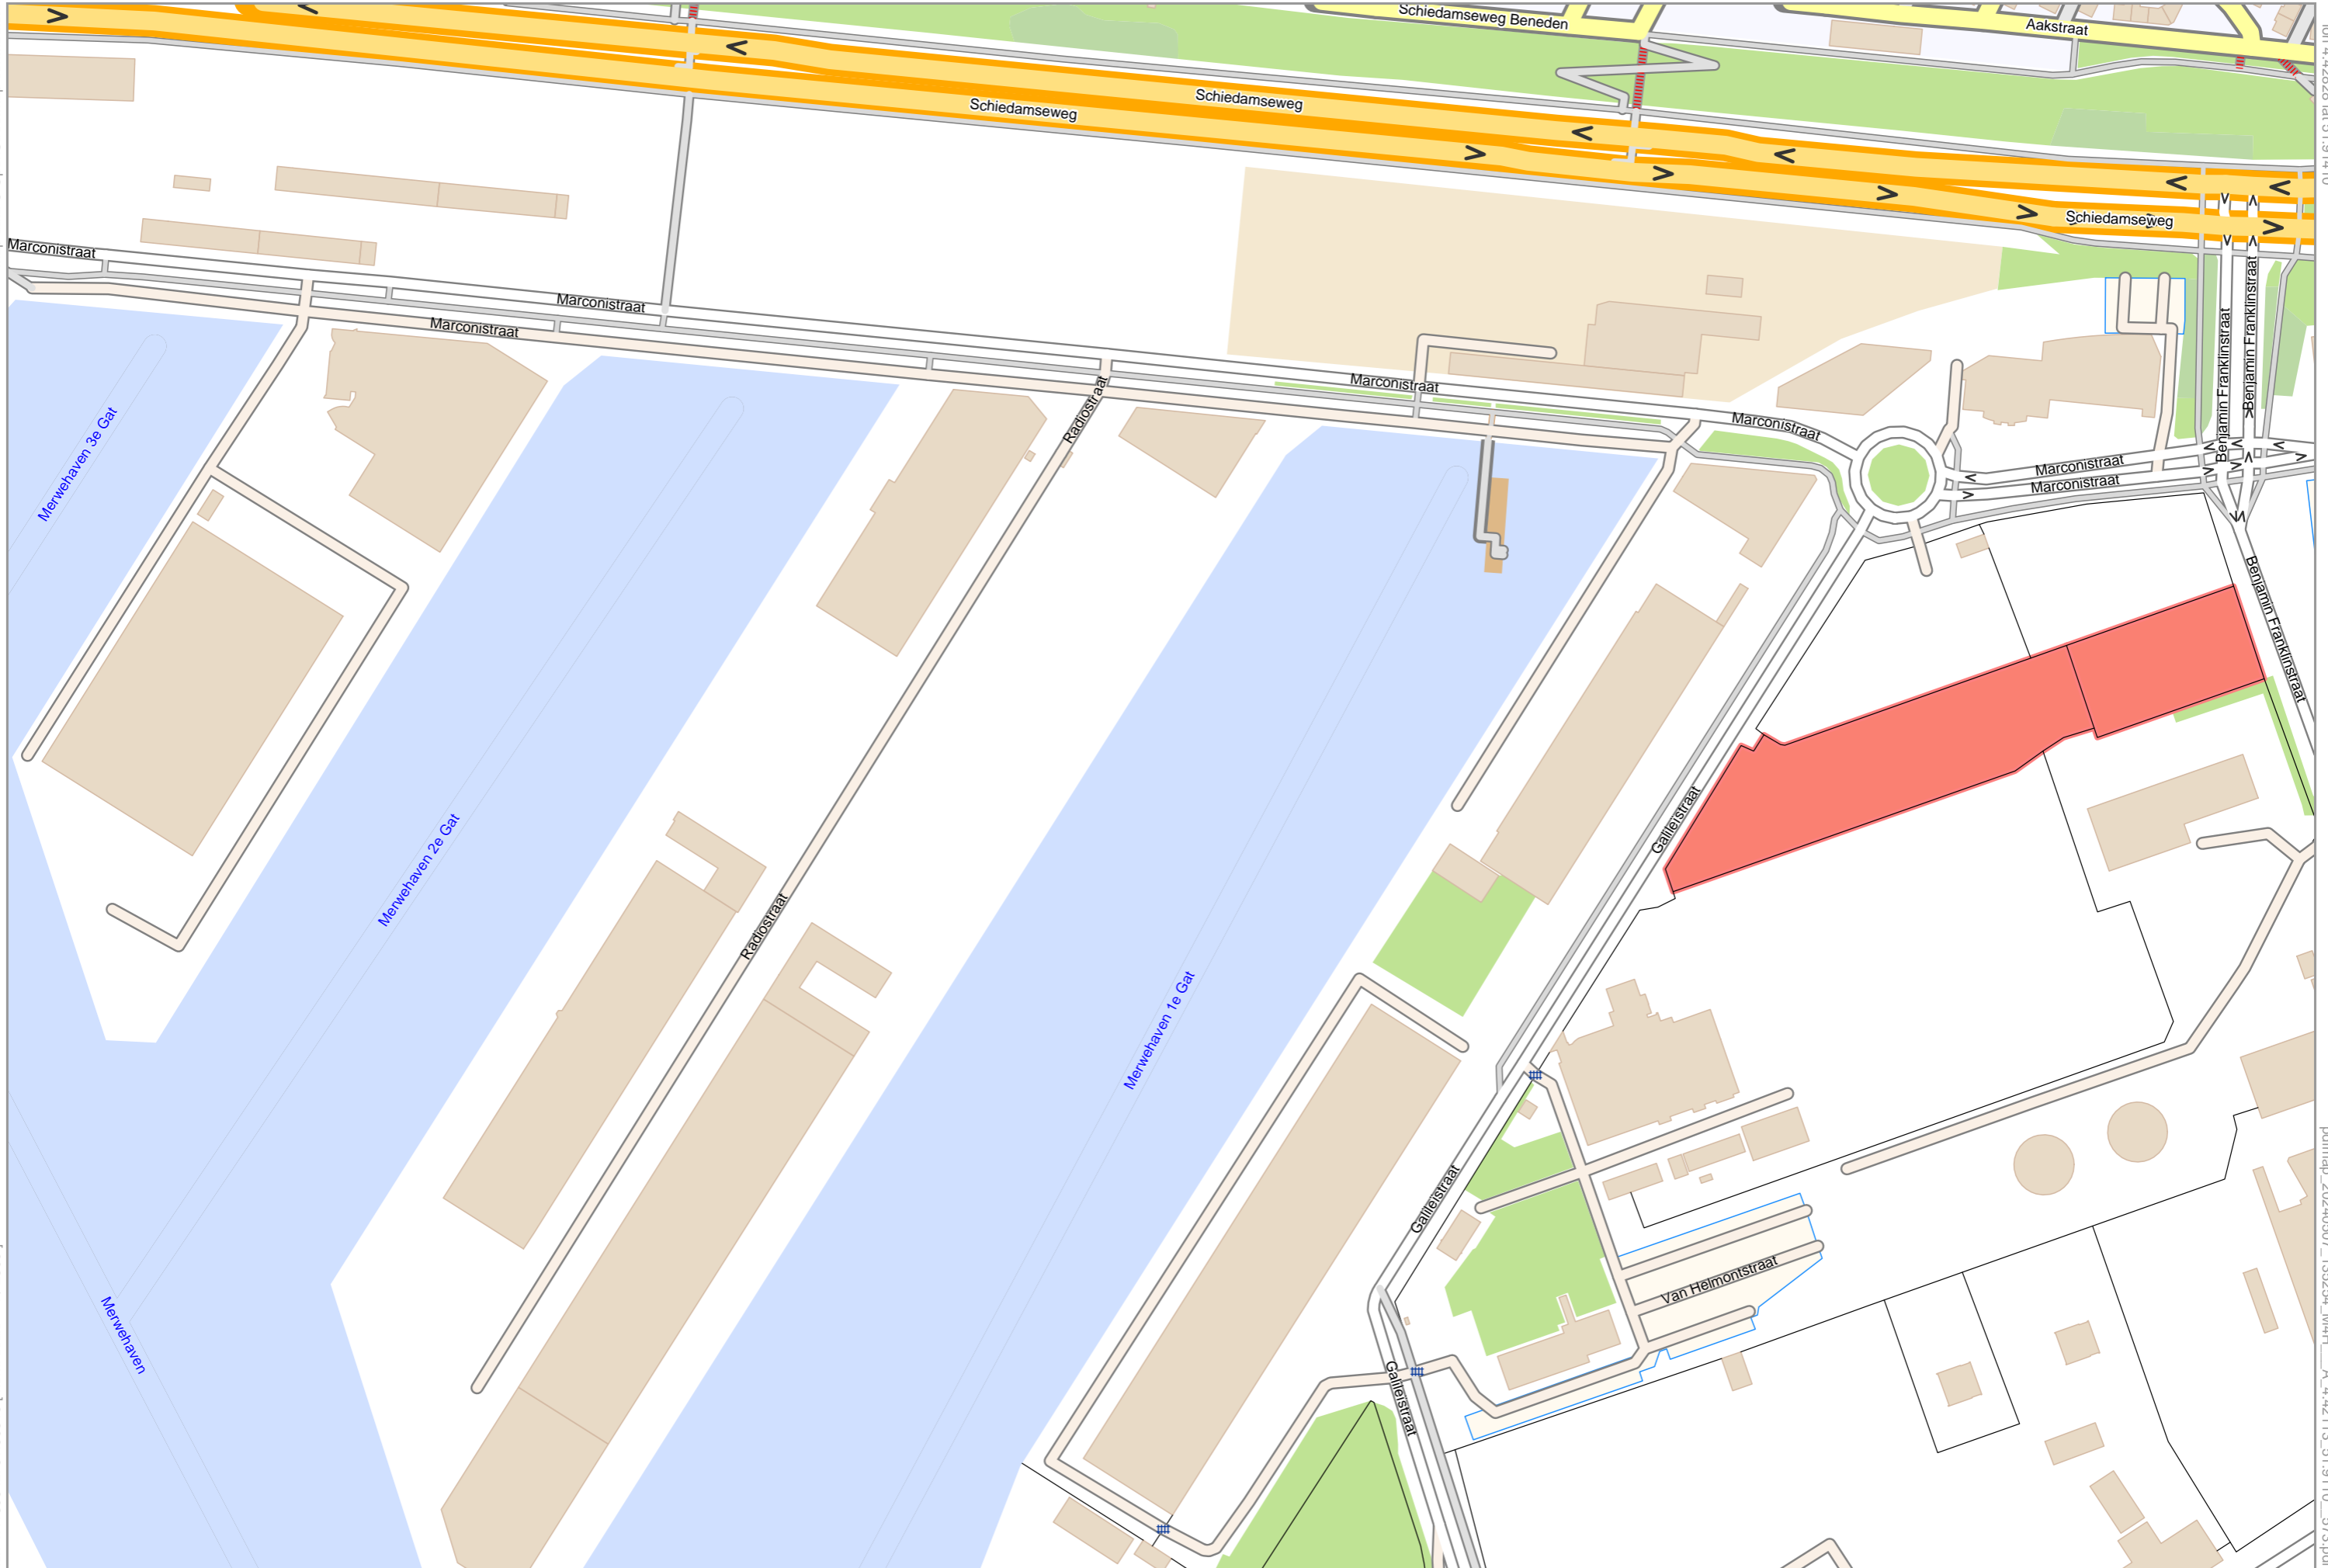 Schiedamseweg Beneden
Aakstraat
Schiedamseweg
Schiedamseweg
Schiedamseweg
Marconistraat
Marconistraat
Marconistraat
Marconistraat
Marconistraat
Marconistraat
Marconistraat
Benjamin Franklinstraat
Benjamin Franklinstraat
Benjamin Franklinstraat
Radiostraat
Radiostraat
Merwehaven 3e Gat
Merwehaven 2e Gat
Merwehaven 1e Gat
Merwehaven
Galileistraat
Galileistraat
Galileistraat
Van Helmontstraat